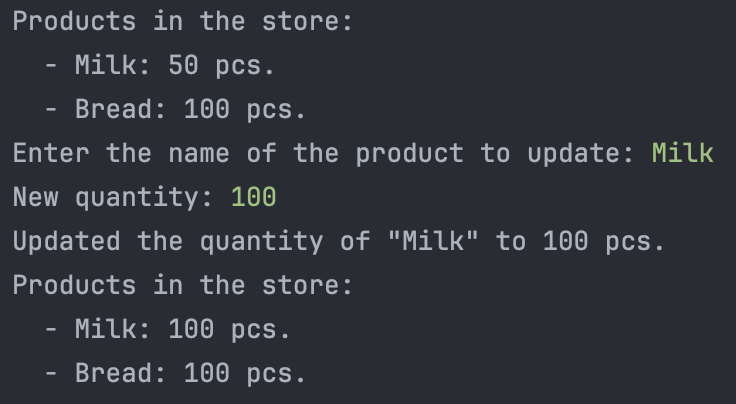 Products in the store:
  - Milk: 50 pcs.
  - Bread: 100 pcs.
Enter the name of the product to update: Milk
New quantity: 100
Updated the quantity of "Milk" to 100 pcs.
Products in the store:
  - Milk: 100 pcs.
  - Bread: 100 pcs.